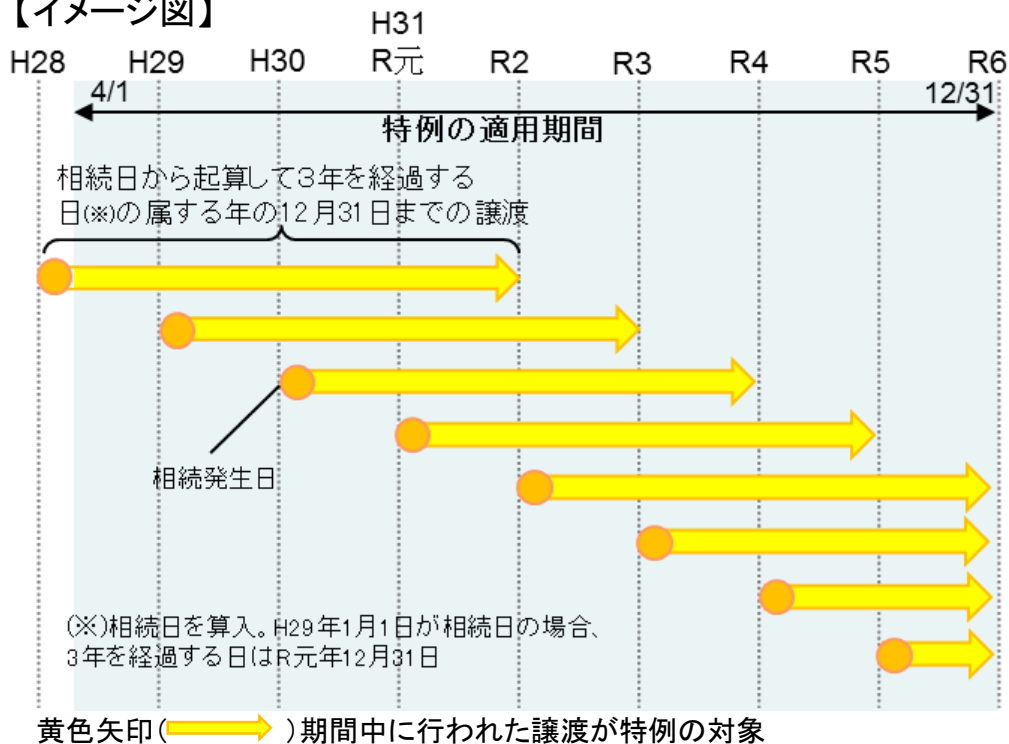 【イメージ図】
H28 H29 H30 H31 R元 R2 R3 R4 R5 R6
4/1 12/31
特例の適用期間
相続日から起算して3年を経過する
日(※)の属する年の12月31日までの譲渡
相続発生日
(※)相続日を算入。H29年1月1日が相続日の場合、
3年を経過する日はR元年12月31日
黄色矢印( )期間中に行われた譲渡が特例の対象